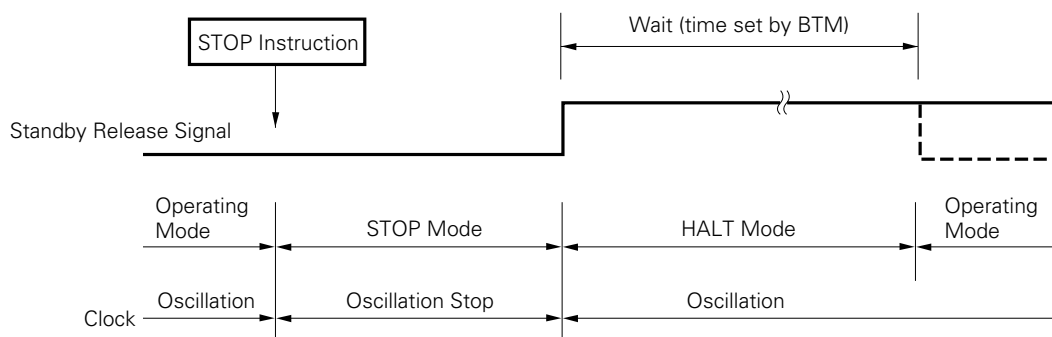 Wait (time set by BTM)
STOP Instruction
Standby Release Signal
Operating
Mode
STOP Mode
HALT Mode
Operating
Mode
Oscillation
Oscillation Stop
Oscillation
Clock